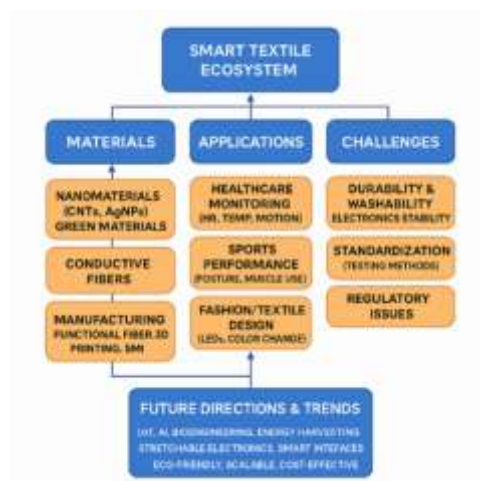 SMART TEXTILE
ECOSYSTEM
MATERIALS
NANOMATERIALS
(CNTs, AgNPs)
GREEN MATERIALS
CONDUCTIVE
FIBERS
MANUFACTURING
FUNCTIONAL FIBER 3D
PRINTING, SMI
APPLICATIONS
HEALTHCARE
MONITORING
(HR, TEMP, MOTION)
SPORTS
PERFORMANCE
(POSTURE, MUSCLE USE)
FASHION/TEXTILE
DESIGN
(LEDs, COLOR CHANGE)
CHALLENGES
DURABILITY &
WASHABILITY
ELECTRONICS STABILITY
STANDARDIZATION
(TESTING METHODS)
REGULATORY
ISSUES
FUTURE DIRECTIONS & TRENDS
AI, BIOENGINEERING, ENERGY HARVESTING
STRETCHABLE ELECTRONICS, SMART INTEFACES
ECO-FRIENDLY, SCALABLE, COST-EFFECTIVE